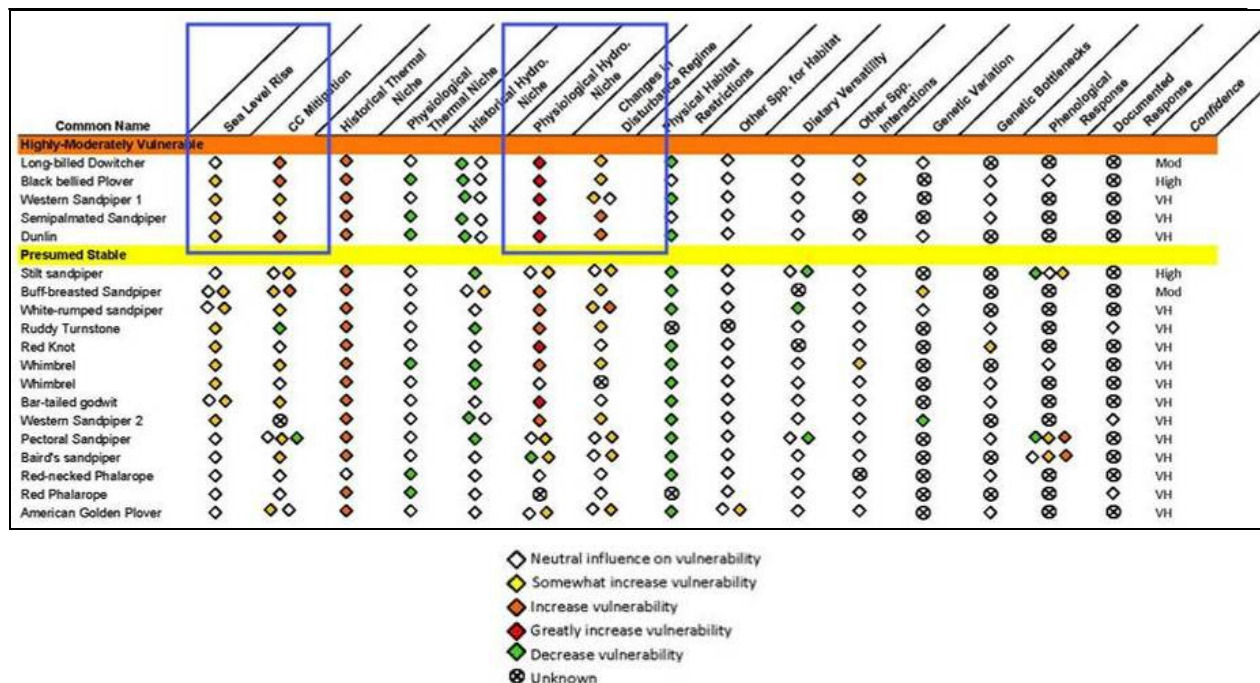 Sea Level Rise
CC Mitigation
Historical Thermal
Niche
Physiological
Thermal Niche
Historical Hydro.
Niche
Physiological Hydro.
Niche
Changes in
Disturbance Regime
Physical Habitat
Restrictions
Other Spp. for Habitat
Dietary Versatility
Other Spp.
Interactions
Genetic Variation
Genetic Bottlenecks
Phenological
Response
Documented
Response
Confidence
Common Name
Highly-Moderately Vulnerable
Long-billed Dowitcher Mod
Black bellied Plover High
Western Sandpiper 1 VH
Semipalmated Sandpiper VH
Dunlin VH
Presumed Stable
Stilt sandpiper High
Buff-breasted Sandpiper Mod
White-rumped sandpiper VH
Ruddy Turnstone VH
Red Knot VH
Whimbrel VH
Whimbrel VH
Bar-tailed godwit VH
Western Sandpiper 2 VH
Pectoral Sandpiper VH
Baird's sandpiper VH
Red-necked Phalarope VH
Red Phalarope VH
American Golden Plover VH
Neutral influence on vulnerability
Somewhat increase vulnerability
Increase vulnerability
Greatly increase vulnerability
Decrease vulnerability
Unknown